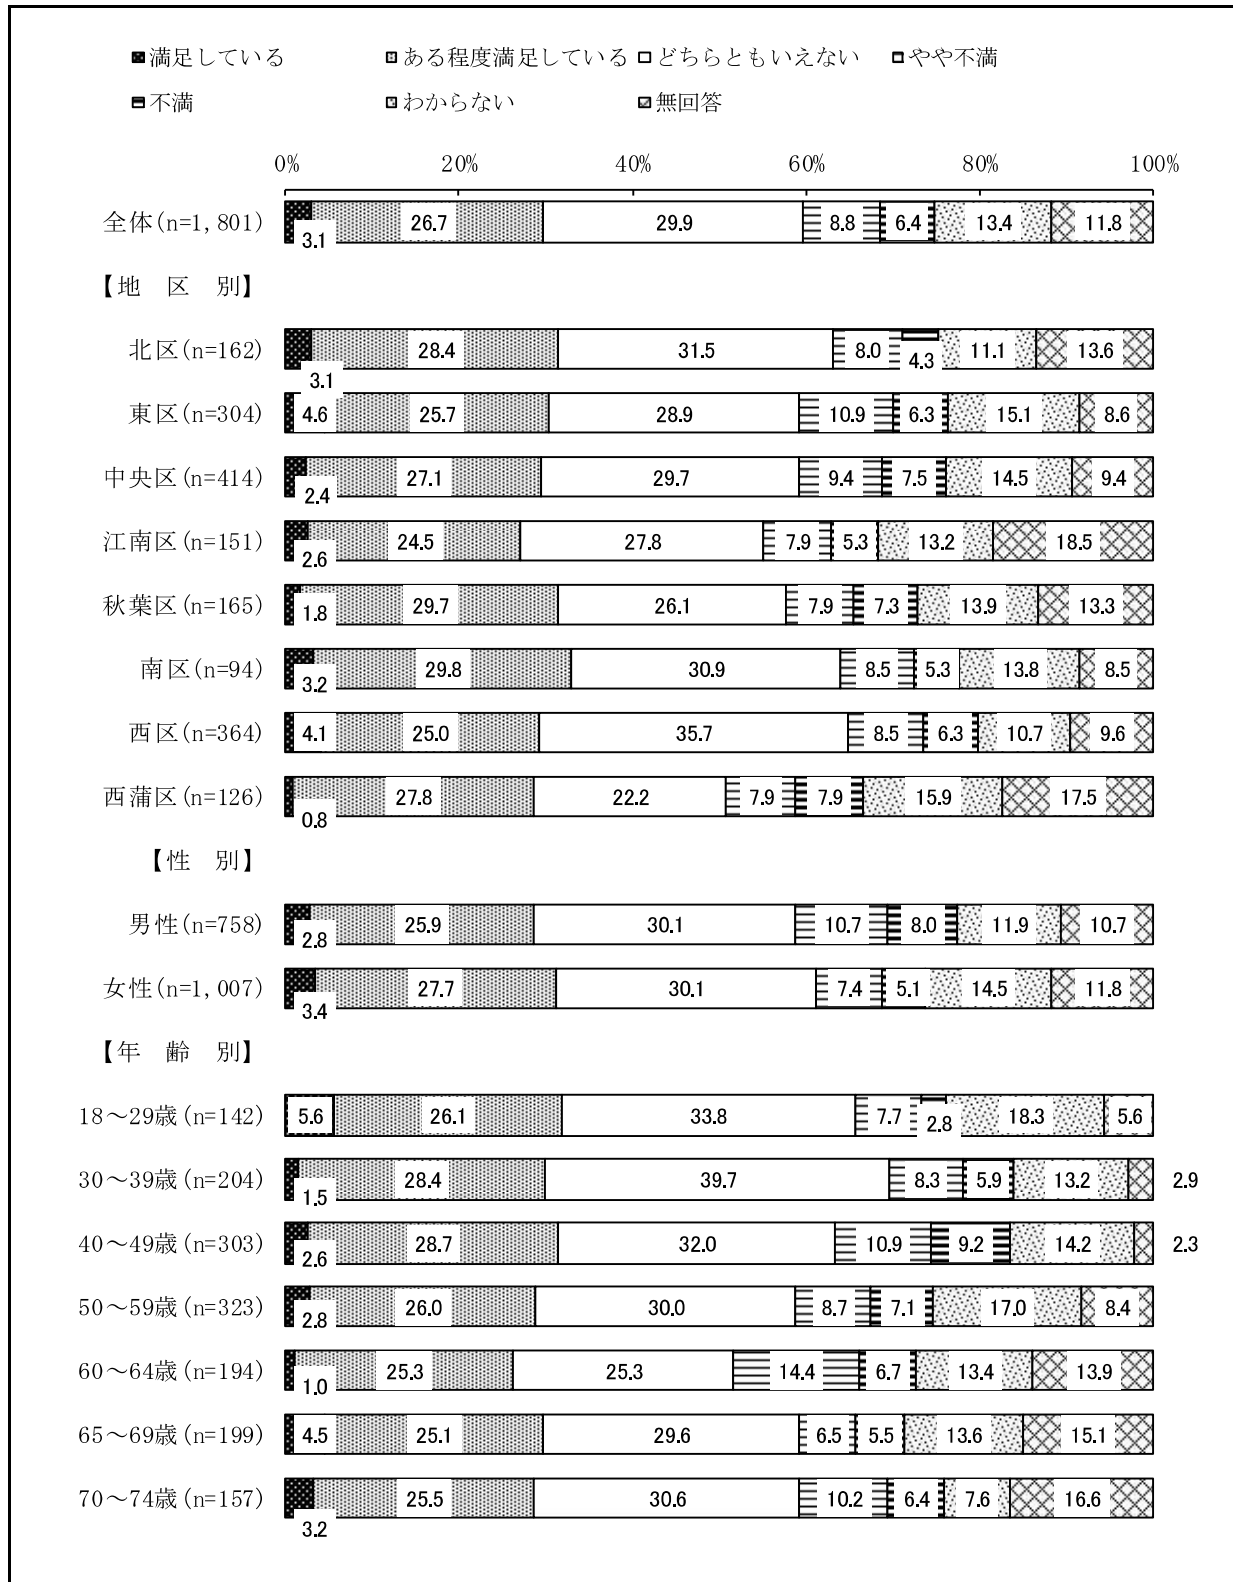 満足している ある程度満足している どちらともいえない やや不満
不満 わからない 無回答
0% 20% 40% 60% 80% 100%
全体(n=1,801) 3.1 26.7 29.9 8.8 6.4 13.4 11.8
【地 区 別】
北区(n=162) 3.1 28.4 31.5 8.0 4.3 11.1 13.6
東区(n=304) 4.6 25.7 28.9 10.9 6.3 15.1 8.6
中央区(n=414) 2.4 27.1 29.7 9.4 7.5 14.5 9.4
江南区(n=151) 2.6 24.5 27.8 7.9 5.3 13.2 18.5
秋葉区(n=165) 1.8 29.7 26.1 7.9 7.3 13.9 13.3
南区(n=94) 3.2 29.8 30.9 8.5 5.3 13.8 8.5
西区(n=364) 4.1 25.0 35.7 8.5 6.3 10.7 9.6
西蒲区(n=126) 0.8 27.8 22.2 7.9 7.9 15.9 17.5
【性 別】
男性(n=758) 2.8 25.9 30.1 10.7 8.0 11.9 10.7
女性(n=1,007) 3.4 27.7 30.1 7.4 5.1 14.5 11.8
【年 齢 別】
18～29歳(n=142) 5.6 26.1 33.8 7.7 2.8 18.3 5.6
30～39歳(n=204) 1.5 28.4 39.7 8.3 5.9 13.2 2.9
40～49歳(n=303) 2.6 28.7 32.0 10.9 9.2 14.2 2.3
50～59歳(n=323) 2.8 26.0 30.0 8.7 7.1 17.0 8.4
60～64歳(n=194) 1.0 25.3 25.3 14.4 6.7 13.4 13.9
65～69歳(n=199) 4.5 25.1 29.6 6.5 5.5 13.6 15.1
70～74歳(n=157) 3.2 25.5 30.6 10.2 6.4 7.6 16.6